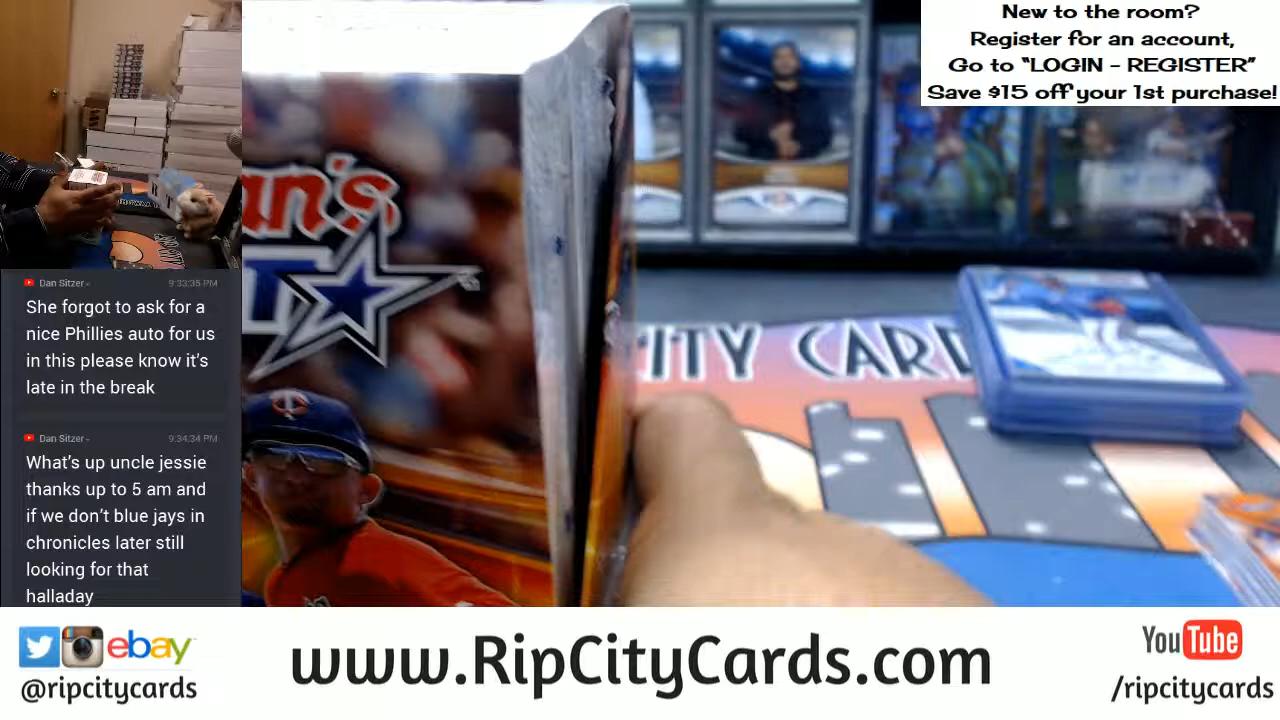 New to the room?
Register for an account,
Go to “LOGIN - REGISTER”
Save $15 off your 1st purchase!
an's
CITY CARD
Dan Sitzer
9:33:35 PM
She forgot to ask for a
nice Phillies auto for us
in this please know it's
late in the break
Dan Sitzer
9:34:34 PM
What's up uncle jessie
thanks up to 5 am and
if we don't blue jays in
chronicles later still
looking for that
halladay
ebay
@ripcitycards
www.RipCityCards.com
YouTube
/ripcitycards